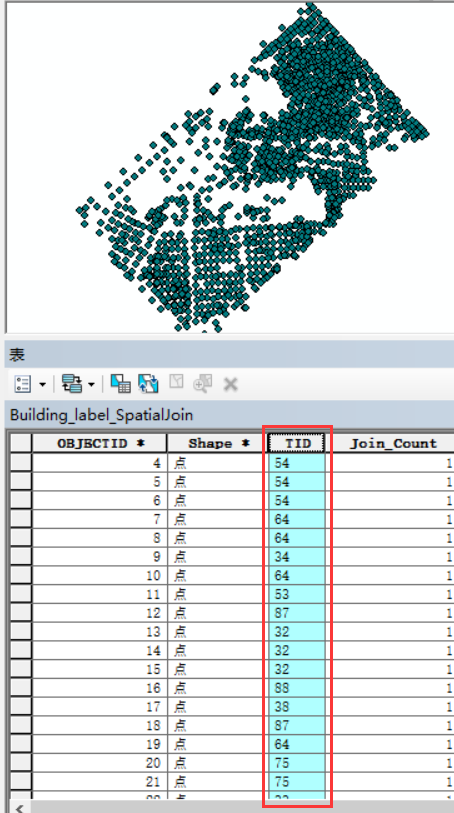 表
Building_label_SpatialJoin
OBJECTID * Shape * TID Join_Count
4 点 54 1
5 点 54 1
6 点 54 1
7 点 64 1
8 点 64 1
9 点 34 1
10 点 64 1
11 点 53 1
12 点 87 1
13 点 32 1
14 点 32 1
15 点 32 1
16 点 88 1
17 点 38 1
18 点 87 1
19 点 64 1
20 点 75 1
21 点 75 1